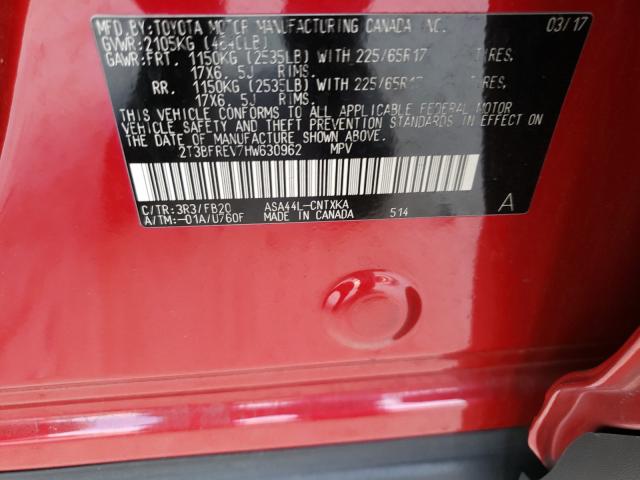 MFD.BY: TOYOTA MOTOR MANUFACTURING CANADA INC. 03/17
GVWR: 2105KG (4640LB)
GAWR: FRT. 1150KG (2535LB) WITH 225/65R17 TIRES,
17X6.5J RIMS.
RR. 1150KG (2535LB) WITH 225/65R17 TIRES,
17X6.5J RIMS.
THIS VEHICLE CONFORMS TO ALL APPLICABLE FEDERAL MOTOR
VEHICLE SAFETY AND THEFT PREVENTION STANDARDS IN EFFECT ON
THE DATE OF MANUFACTURE SHOWN ABOVE.
2T3BFREV7HW630962 MPV
C/TR: 3R3/FB20 ASA44L-CNTXKA A
A/TM: -01A/U760F MADE IN CANADA 514